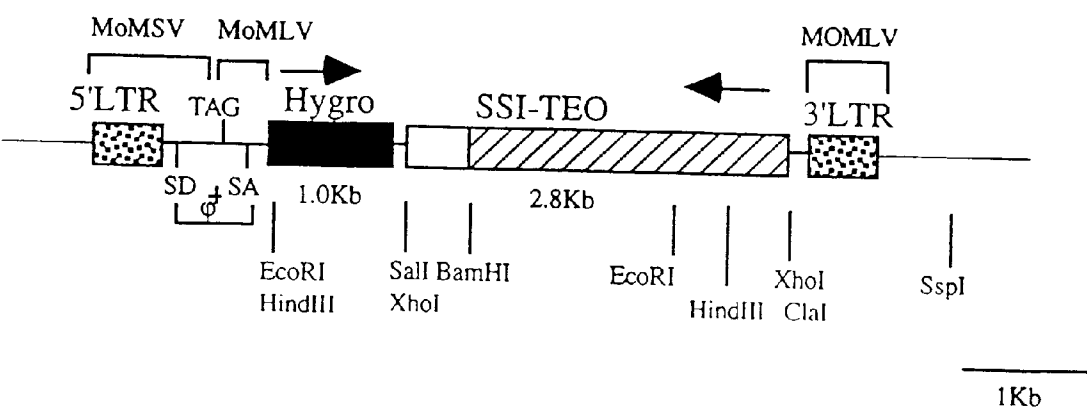 MoMSV MoMLV MOMLV
5'LTR TAG Hygro SSI-TEO 3'LTR
SD φ+ SA 1.0Kb 2.8Kb
EcoRI SalI BamHI EcoRI XhoI SspI
HindIII XhoI HindIII ClaI
1Kb